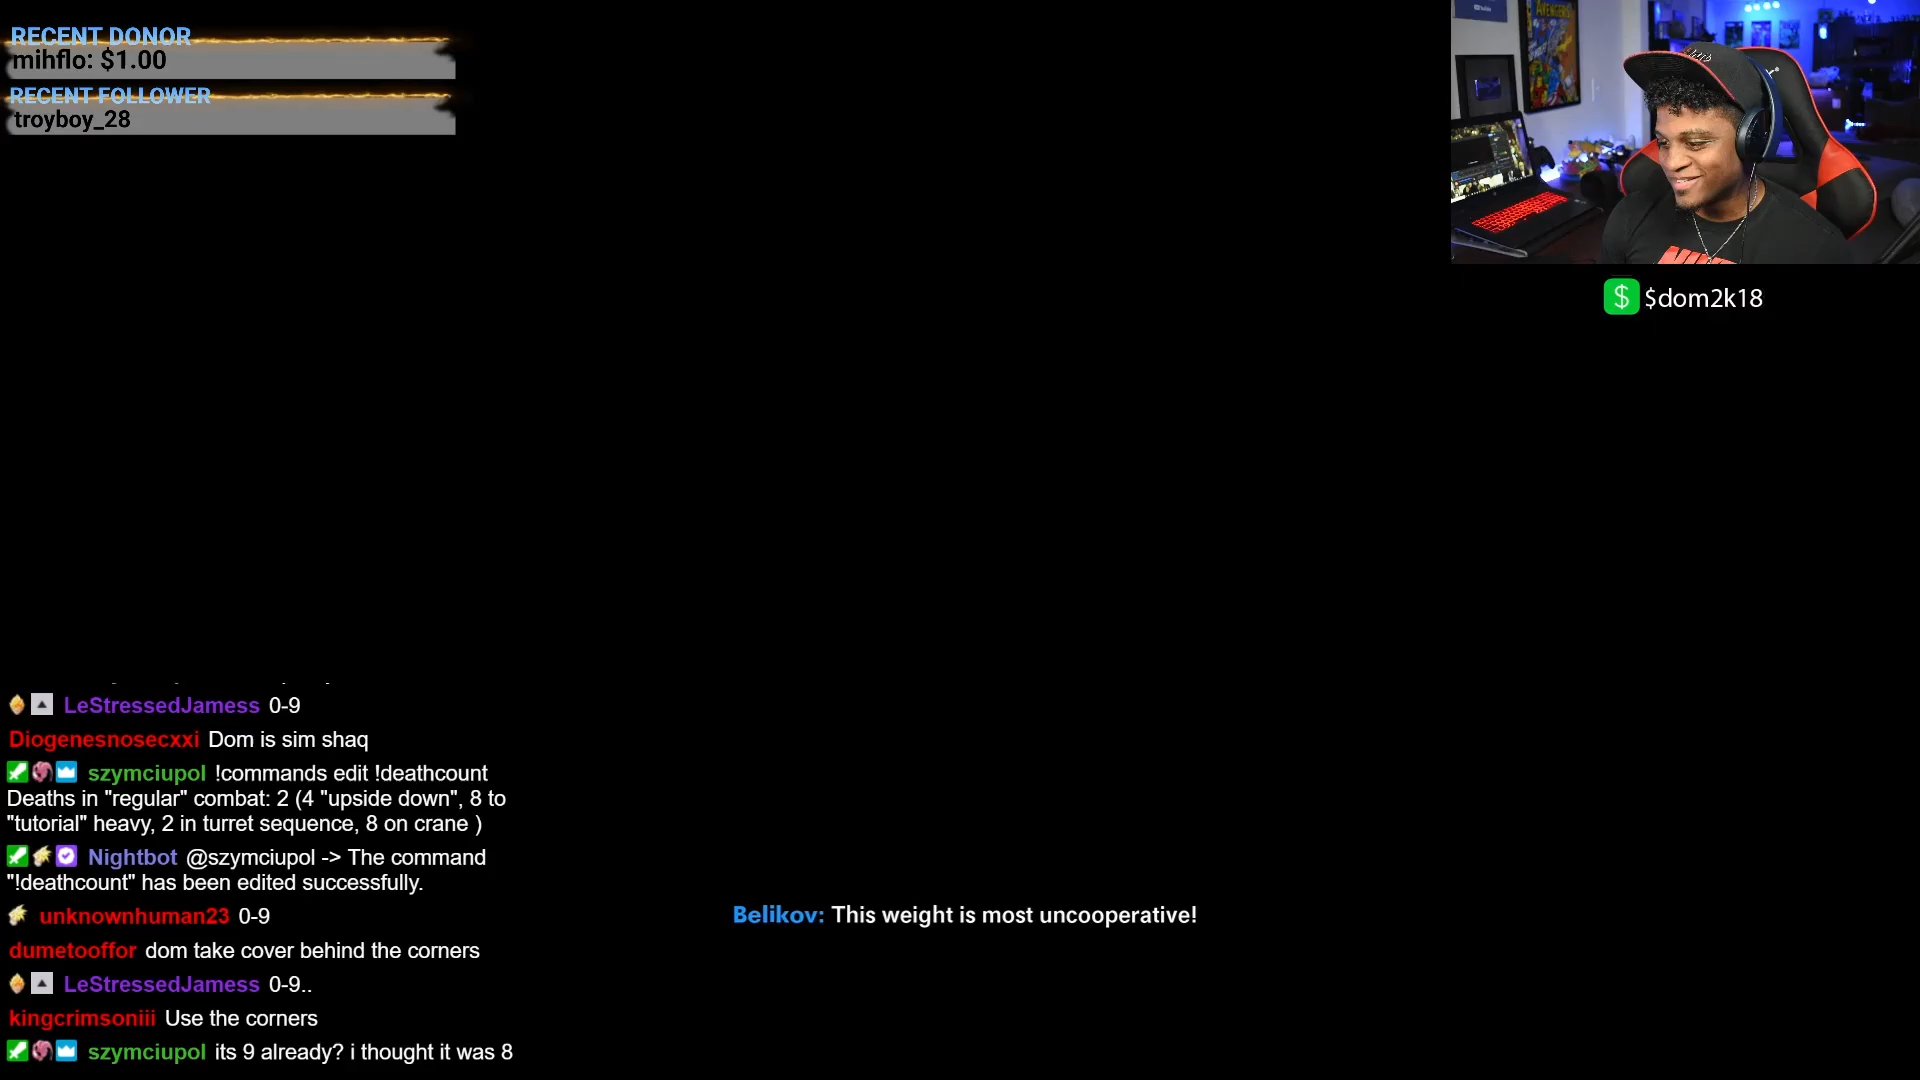 RECENT DONOR
mihflo: $1.00
RECENT FOLLOWER
troyboy_28
AVENGERS
$ $dom2k18
LeStressedJamess 0-9
Diogenesnosecxxi Dom is sim shaq
szymciupol !commands edit !deathcount
Deaths in "regular" combat: 2 (4 "upside down", 8 to
"tutorial" heavy, 2 in turret sequence, 8 on crane )
Nightbot @szymciupol -> The command
"!deathcount" has been edited successfully.
unknownhuman23 0-9
dumetooffor dom take cover behind the corners
LeStressedJamess 0-9..
kingcrimsoniii Use the corners
szymciupol its 9 already? i thought it was 8
Belikov: This weight is most uncooperative!